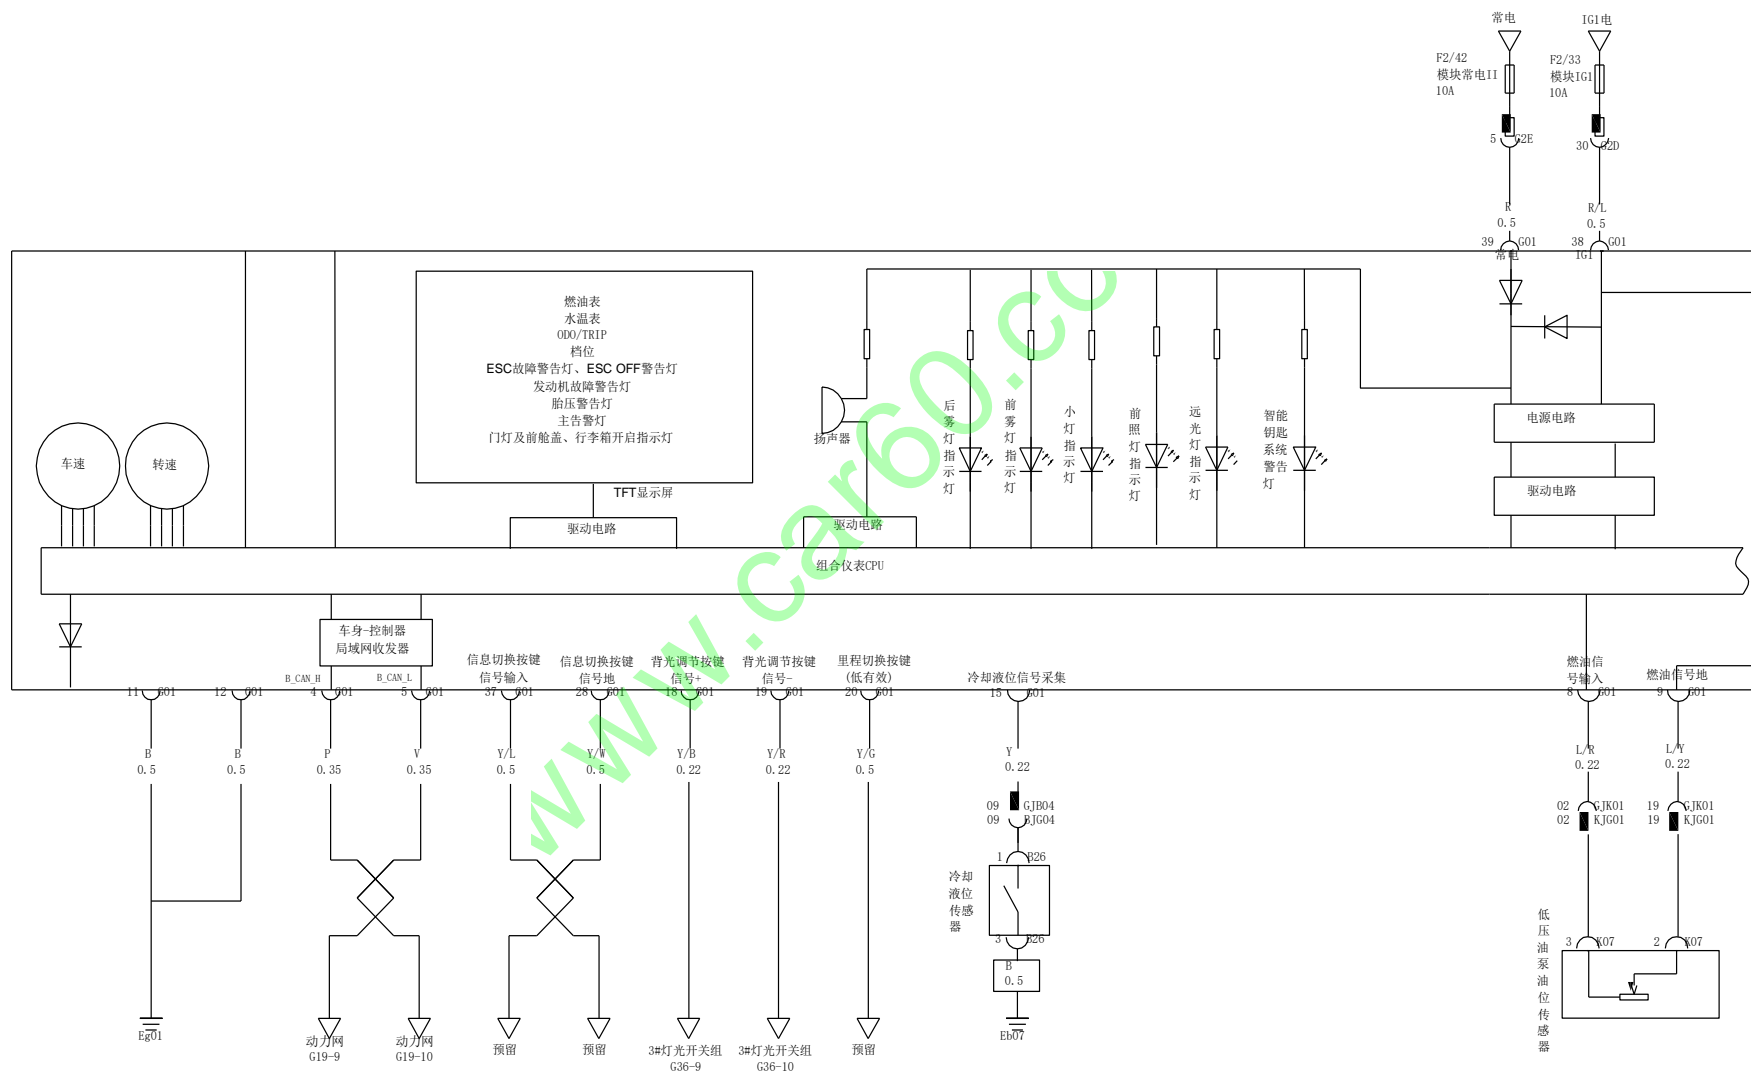 常电
IG1电
F2/42
模块常电II
10A
F2/33
模块IG1
10A
5 G2E
30 G2D
R
0.5
R/L
0.5
39 G01
38 G01
常电
IG1
燃油表
水温表
ODO/TRIP
档位
ESC故障警告灯、ESC OFF警告灯
发动机故障警告灯
胎压警告灯
主告警灯
门灯及前舱盖、行李箱开启指示灯
TFT显示屏
驱动电路
车速
转速
扬声器
驱动电路
后雾灯指示灯
前雾灯指示灯
小灯指示灯
前照灯指示灯
远光灯指示灯
智能
钥匙
系统
警告
灯
电源电路
驱动电路
组合仪表CPU
车身-控制器
局域网收发器
B_CAN_H
B_CAN_L
信息切换按键
信号输入
信息切换按键
信号地
背光调节按键
信号+
背光调节按键
信号-
里程切换按键
(低有效)
冷却液位信号采集
燃油信
号输入
燃油信号地
11 G01
12 G01
4 G01
5 G01
37 G01
28 G01
18 G01
19 G01
20 G01
15 G01
8 G01
9 G01
B
0.5
B
0.5
P
0.35
V
0.35
Y/L
0.5
Y/W
0.5
Y/B
0.22
Y/R
0.22
Y/G
0.5
Y
0.22
L/R
0.22
L/Y
0.22
09 GJB04
09 BJG04
02 GJK01
02 KJG01
19 GJK01
19 KJG01
1 B26
冷却
液位
传感
器
3 B26
B
0.5
低压油泵油位传感器
3 K07
2 K07
Eg01
动力网
G19-9
动力网
G19-10
预留
预留
3#灯光开关组
G36-9
3#灯光开关组
G36-10
预留
Eb07
www.car60.co